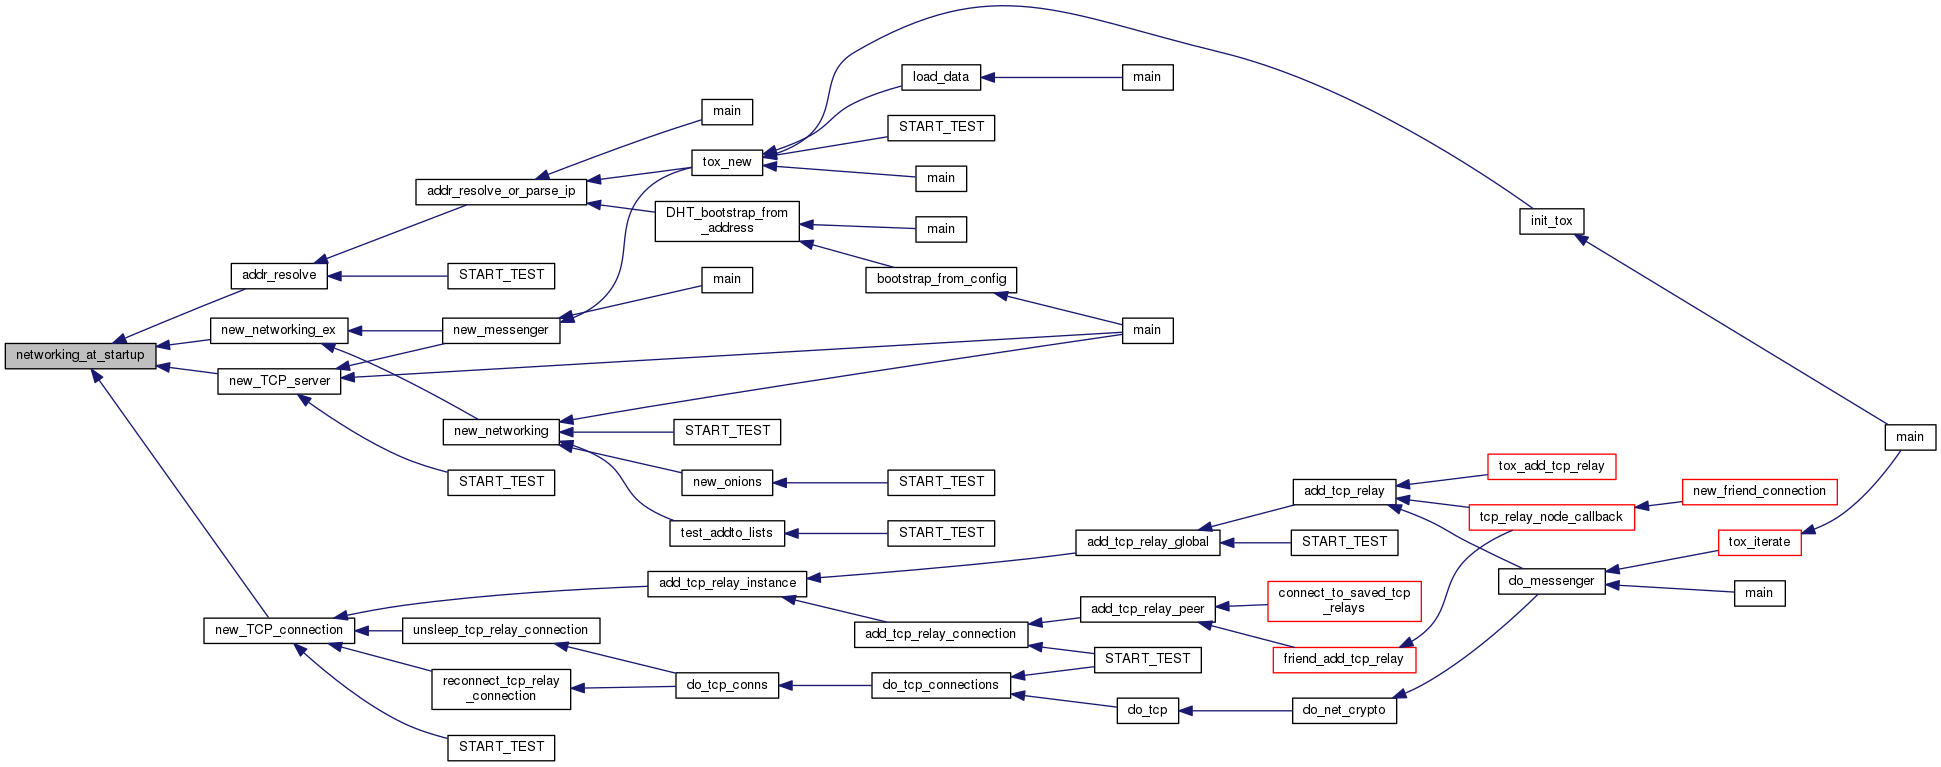 load_data
main
main
START_TEST
tox_new
main
addr_resolve_or_parse_ip
DHT_bootstrap_from
_address
main
init_tox
addr_resolve
START_TEST
main
bootstrap_from_config
new_networking_ex
new_messenger
main
networking_at_startup
new_TCP_server
new_networking
START_TEST
main
START_TEST
new_onions
START_TEST
tox_add_tcp_relay
add_tcp_relay
new_friend_connection
tcp_relay_node_callback
test_addto_lists
START_TEST
add_tcp_relay_global
START_TEST
tox_iterate
add_tcp_relay_instance
do_messenger
main
new_TCP_connection
unsleep_tcp_relay_connection
add_tcp_relay_connection
add_tcp_relay_peer
connect_to_saved_tcp
_relays
START_TEST
friend_add_tcp_relay
reconnect_tcp_relay
_connection
do_tcp_conns
do_tcp_connections
do_tcp
do_net_crypto
START_TEST